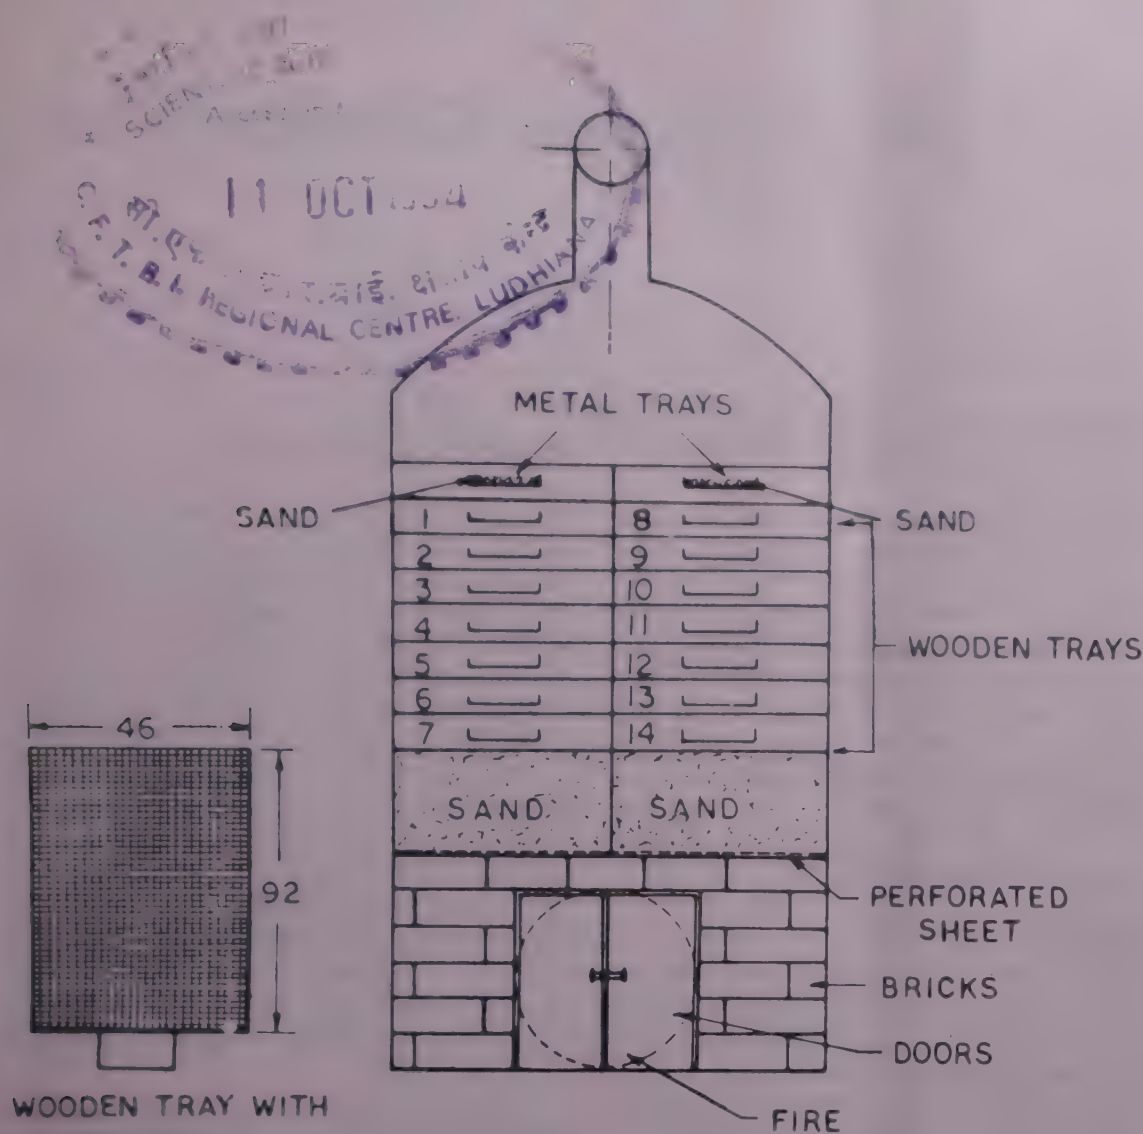 11 OCT
C. F. T. R. I. REGIONAL CENTRE, LUDHIANA
METAL TRAYS
SAND
SAND
1
8
2
9
3
10
4
11
5
12
6
13
7
14
WOODEN TRAYS
46
SAND
SAND
92
PERFORATED
SHEET
BRICKS
DOORS
WOODEN TRAY WITH
FIRE